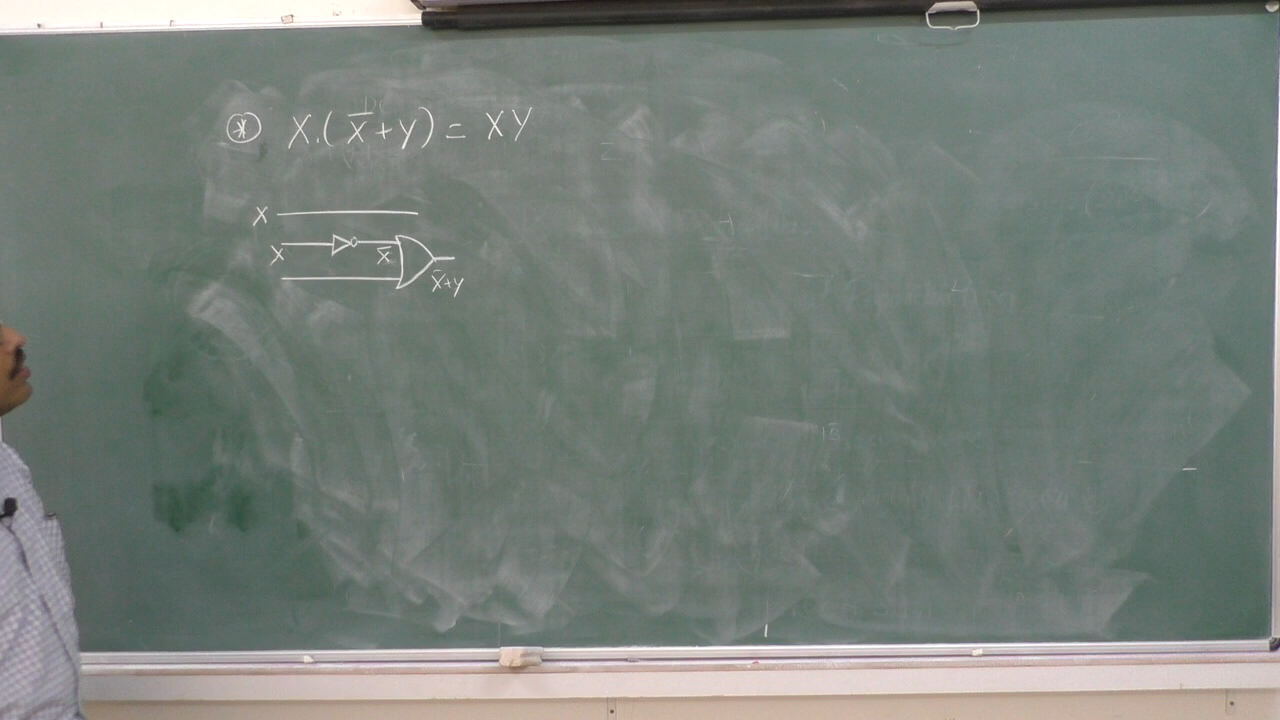 ⊛ X.(X̅+y) = XY
X
X X̅
X̅+y